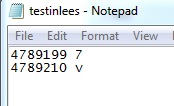 testinlees - Notepad
File Edit Format View H
4789199 7
4789210 v